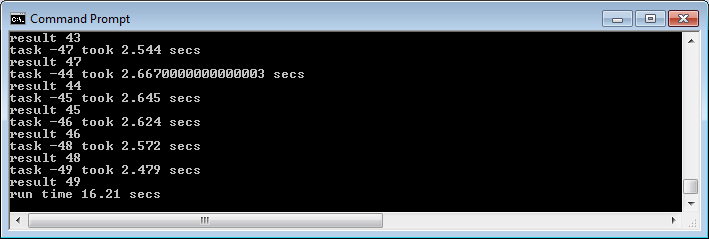 C:\.
Command Prompt
result 43
task -47 took 2.544 secs
result 47
task -44 took 2.6670000000000003 secs
result 44
task -45 took 2.645 secs
result 45
task -46 took 2.624 secs
result 46
task -48 took 2.572 secs
result 48
task -49 took 2.479 secs
result 49
run time 16.21 secs